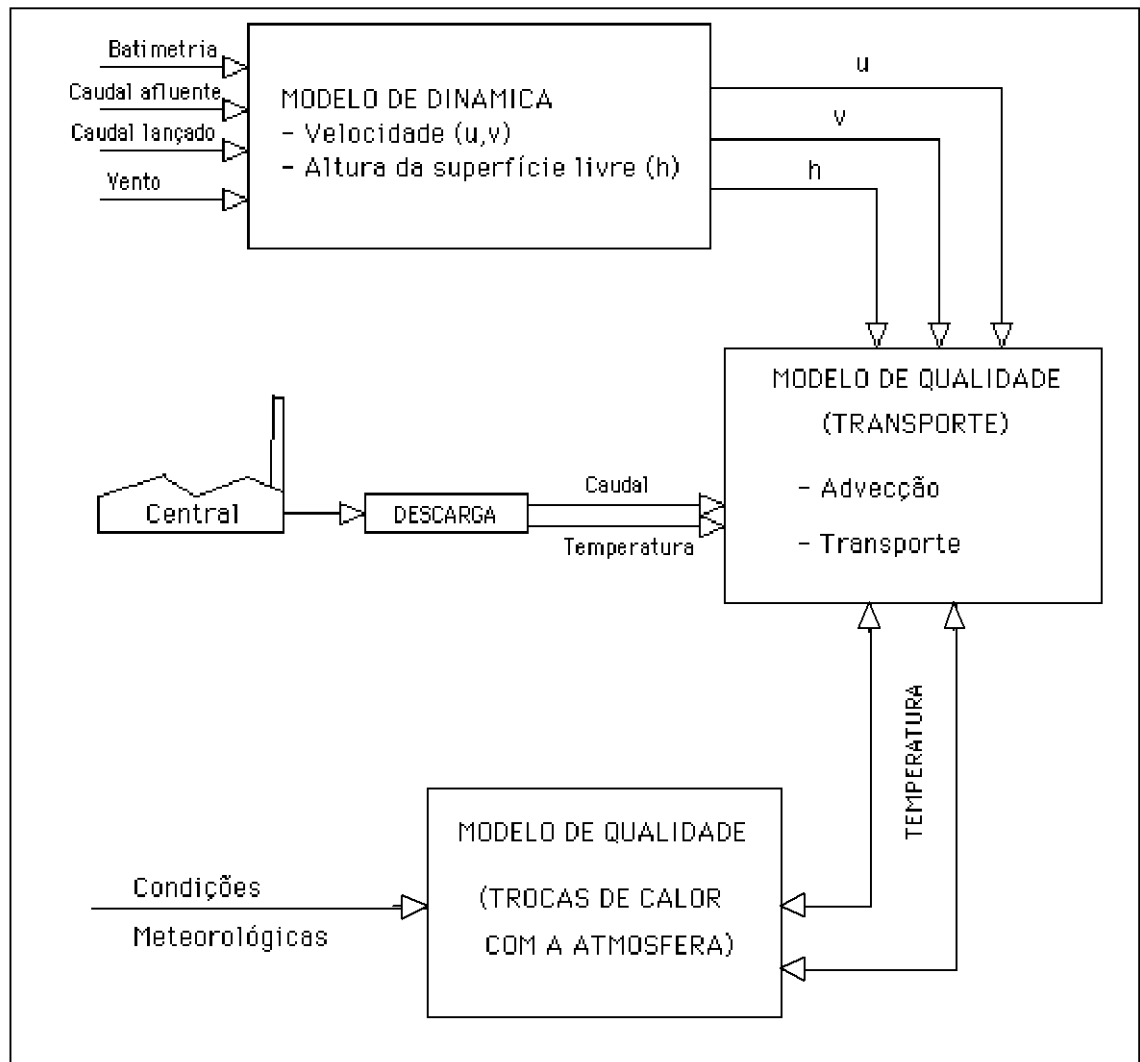 Batimetria
Caudal afluente
Caudal lançado
Vento
MODELO DE DINAMICA
- Velocidade (u,v)
- Altura da superfície livre (h)
u
v
h
MODELO DE QUALIDADE
(TRANSPORTE)
- Advecção
- Transporte
Central
DESCARGA
Caudal
Temperatura
TEMPERATURA
MODELO DE QUALIDADE
(TROCAS DE CALOR
COM A ATMOSFERA)
Condições
Meteorológicas